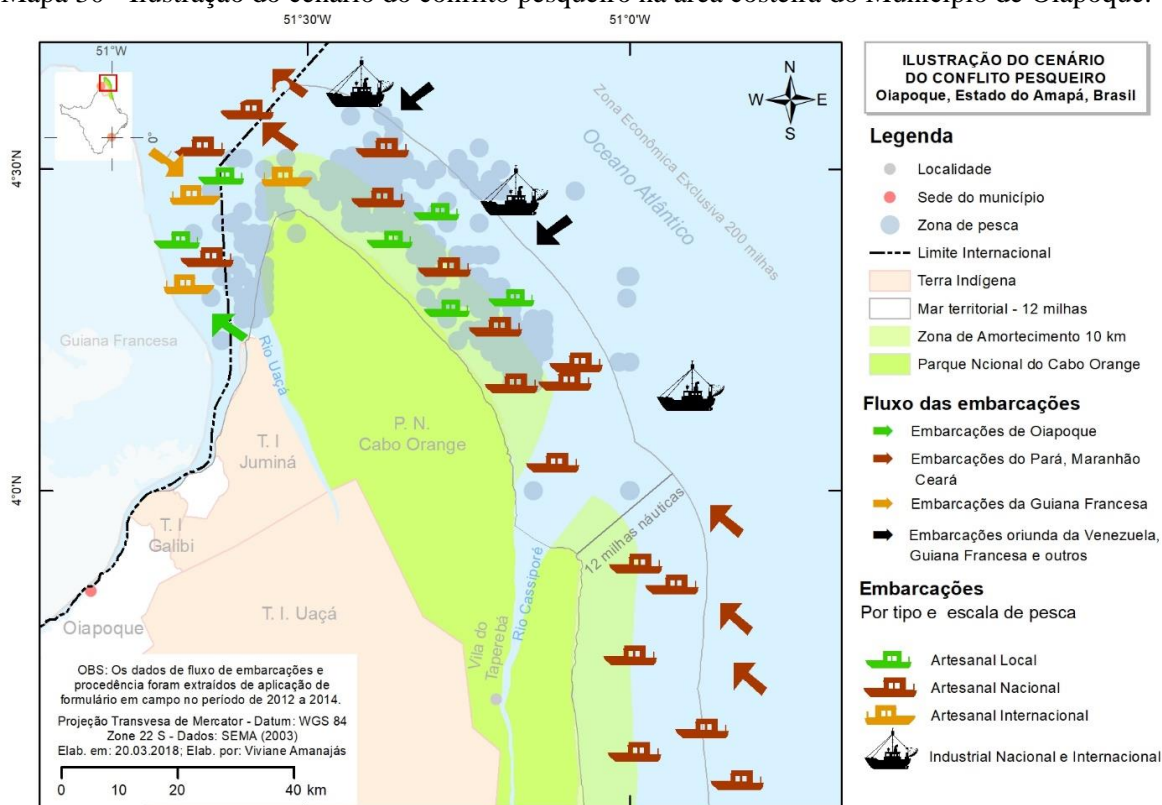 Mapa 30 - Ilustração do cenário do conflito pesqueiro na área costeira do Município de Oiapoque.
51°30'W
51°0'W
51°W
0°
4°30'N
4°0'N
N
W
E
S
Zona Econômica Exclusiva 200 milhas
Oceano Atlântico
Guiana Francesa
Rio Uaçá
P. N.
Cabo Orange
T. I
Juminá
T. I
Galibi
12 milhas náuticas
T. I. Uaçá
Oiapoque
Vila do
Taperebá
Rio Cassiporé
OBS: Os dados de fluxo de embarcações e
procedência foram extraídos de aplicação de
formulário em campo no período de 2012 a 2014.
Projeção Transvesa de Mercator - Datum: WGS 84
Zone 22 S - Dados: SEMA (2003)
Elab. em: 20.03.2018; Elab. por: Viviane Amanajás
0 10 20 40 km
ILUSTRAÇÃO DO CENÁRIO
DO CONFLITO PESQUEIRO
Oiapoque, Estado do Amapá, Brasil
Legenda
Localidade
Sede do município
Zona de pesca
Limite Internacional
Terra Indígena
Mar territorial - 12 milhas
Zona de Amortecimento 10 km
Parque Ncional do Cabo Orange
Fluxo das embarcações
Embarcações de Oiapoque
Embarcações do Pará, Maranhão
Ceará
Embarcações da Guiana Francesa
Embarcações oriunda da Venezuela,
Guiana Francesa e outros
Embarcações
Por tipo e escala de pesca
Artesanal Local
Artesanal Nacional
Artesanal Internacional
Industrial Nacional e Internacional